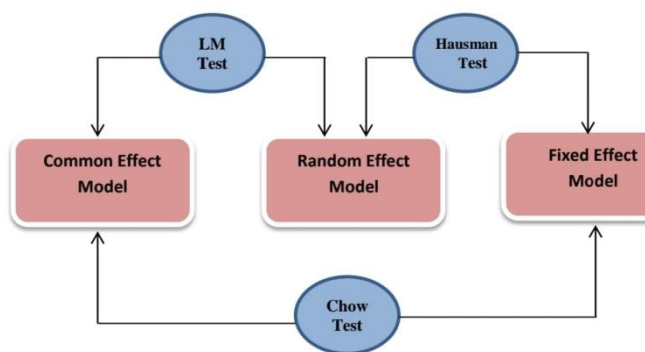 LM
Test
Hausman
Test
Common Effect
Model
Random Effect
Model
Fixed Effect
Model
Chow
Test